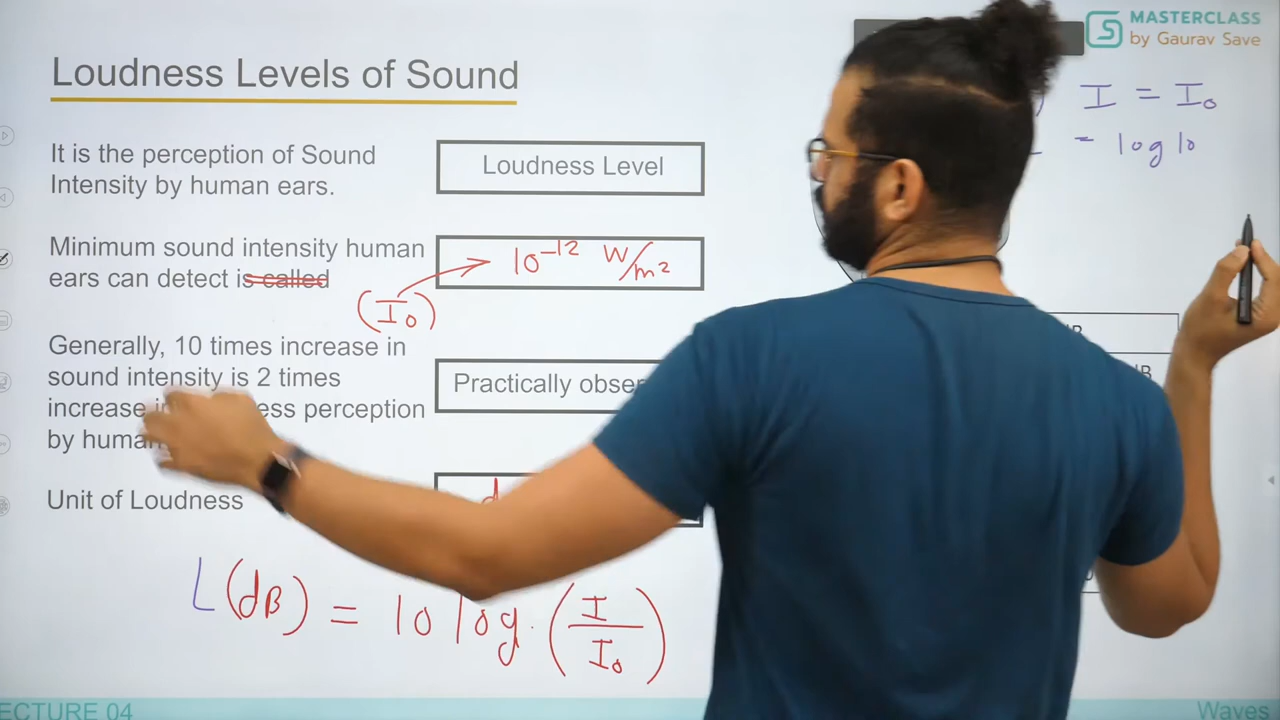 MASTERCLASS
by Gaurav Save
Loudness Levels of Sound
It is the perception of Sound
Intensity by human ears.
Loudness Level
Minimum sound intensity human
ears can detect is called
10⁻¹² W/m²
(I₀)
Generally, 10 times increase in
sound intensity is 2 times
increase perception
by
Practically
Unit of Loudness
L(dB) = 10 log (I/I₀)
I = I₀
= log 10
LECTURE 04
Waves